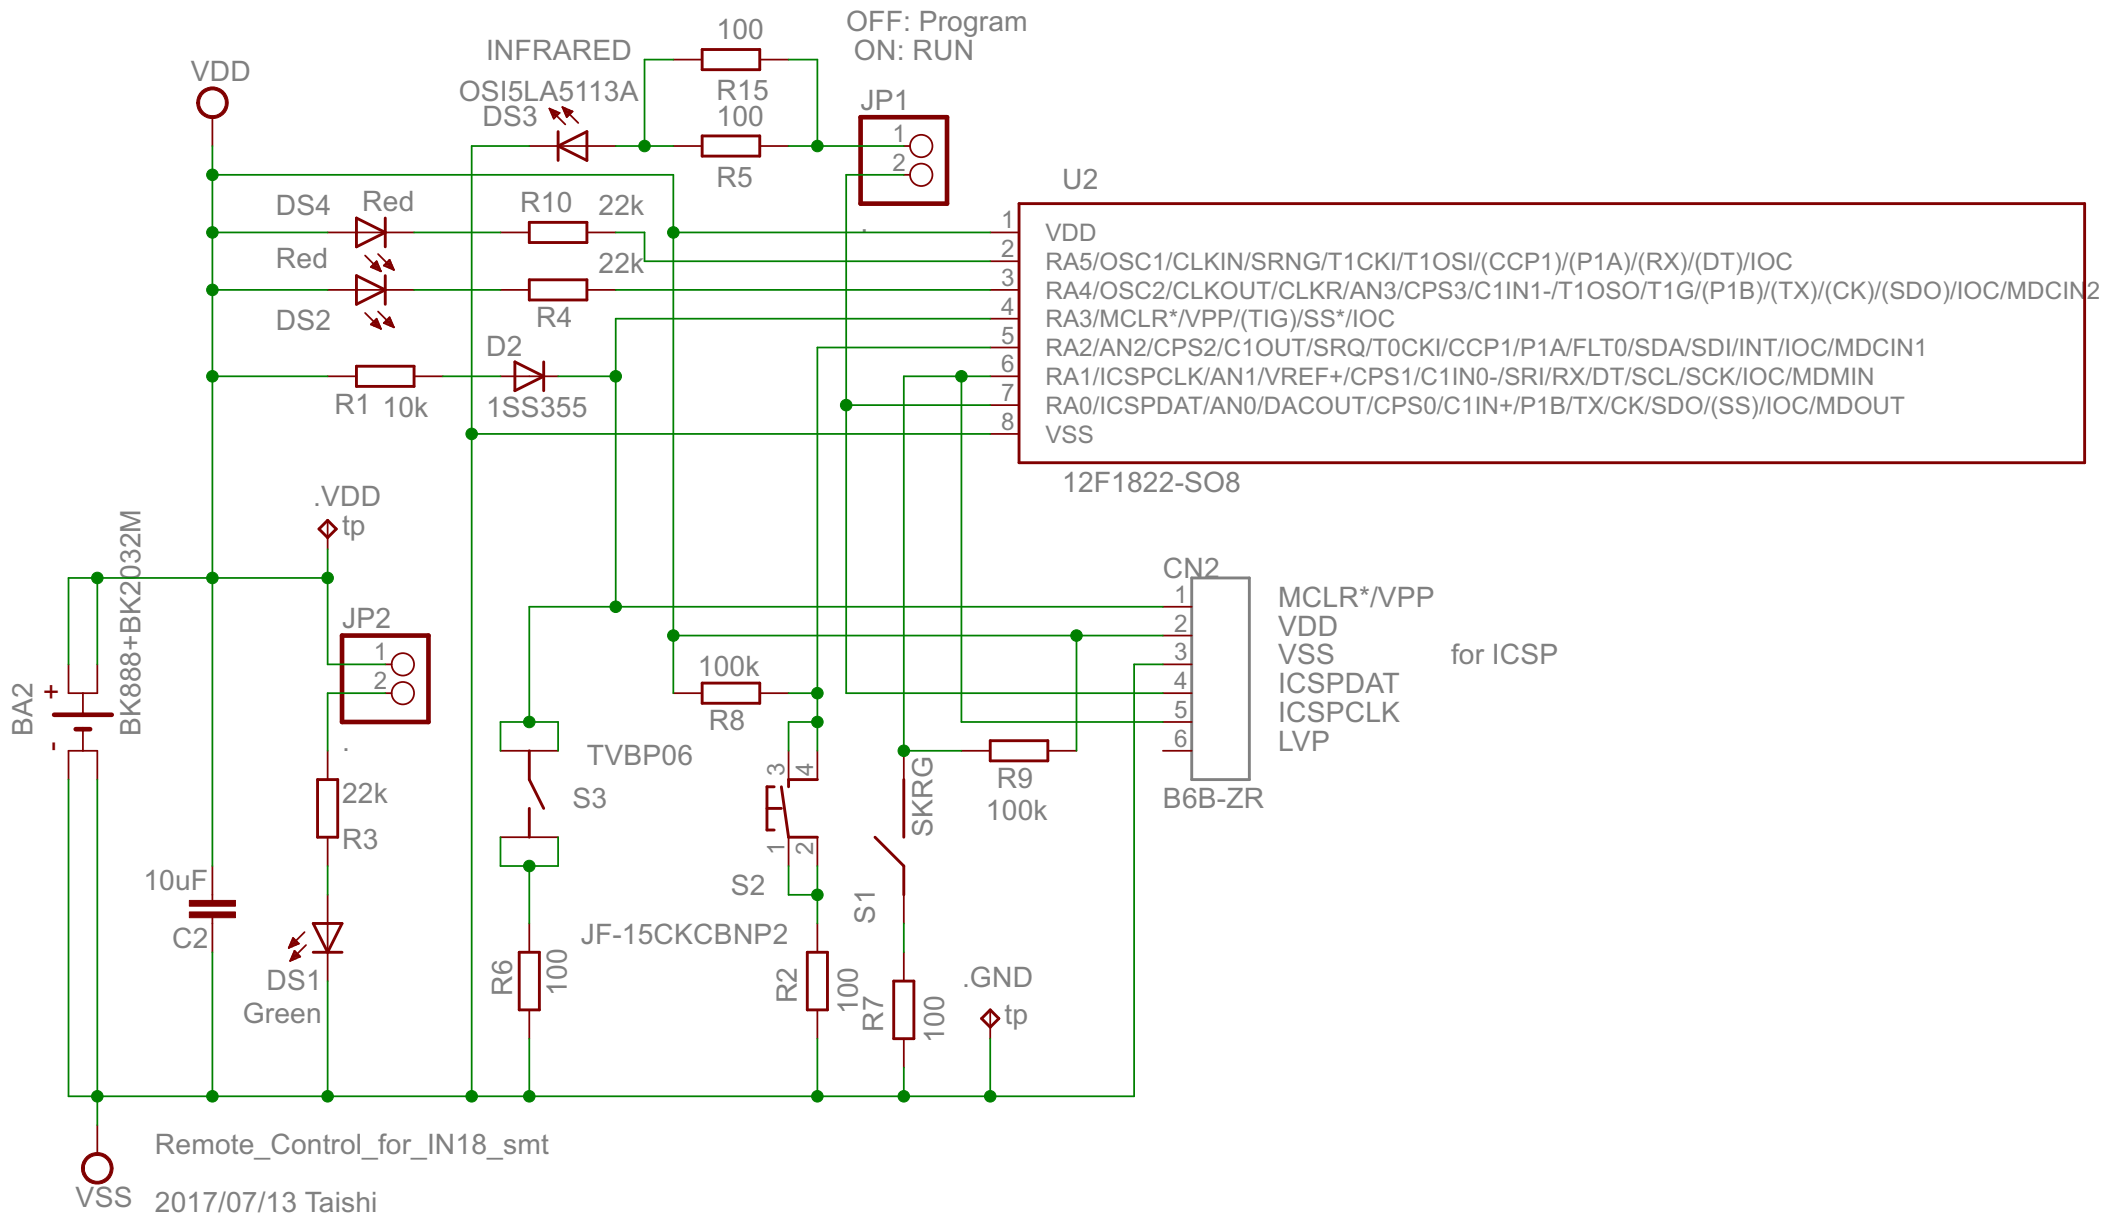 OFF: Program
ON: RUN
100
INFRARED
R15
OSI5LA5113A
DS3
100
R5
JP1
1
2
.
VDD
DS4
Red
R10
22k
Red
DS2
22k
R4
D2
1SS355
R1
10k
U2
1 VDD
2 RA5/OSC1/CLKIN/SRNG/T1CKI/T1OSI/(CCP1)/(P1A)/(RX)/(DT)/IOC
3 RA4/OSC2/CLKOUT/CLKR/AN3/CPS3/C1IN1-/T1OSO/T1G/(P1B)/(TX)/(CK)/(SDO)/IOC/MDCIN2
4 RA3/MCLR*/VPP/(TIG)/SS*/IOC
5 RA2/AN2/CPS2/C1OUT/SRQ/T0CKI/CCP1/P1A/FLT0/SDA/SDI/INT/IOC/MDCIN1
6 RA1/ICSPCLK/AN1/VREF+/CPS1/C1IN0-/SRI/RX/DT/SCL/SCK/IOC/MDMIN
7 RA0/ICSPDAT/AN0/DACOUT/CPS0/C1IN+/P1B/TX/CK/SDO/(SS)/IOC/MDOUT
8 VSS
12F1822-SO8
.VDD
tp
BK888+BK2032M
BA2
+
-
JP2
1
2
.
22k
R3
10uF
C2
DS1
Green
CN2
1 MCLR*/VPP
2 VDD
3 VSS
4 ICSPDAT
5 ICSPCLK
6 LVP
for ICSP
B6B-ZR
100k
R8
TVBP06
S3
3
4
1
2
S2
JF-15CKCBNP2
SKRG
S1
R9
100k
R6
100
R2
100
R7
100
.GND
tp
Remote_Control_for_IN18_smt
VSS
2017/07/13 Taishi